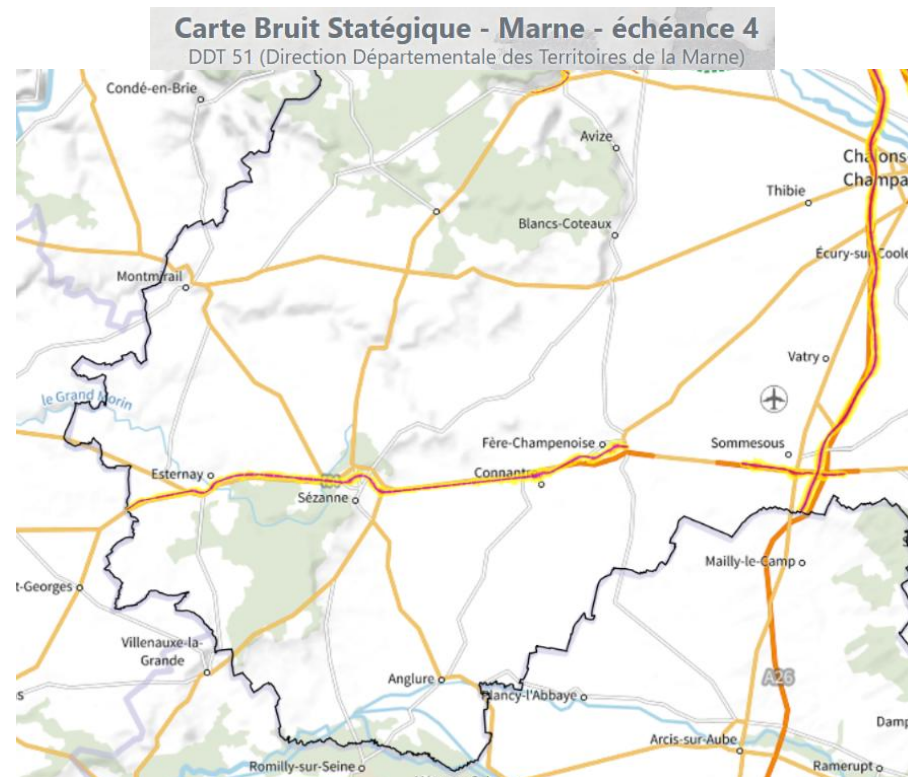 Carte Bruit Statégique - Marne - échéance 4
DDT 51 (Direction Départementale des Territoires de la Marne)
Condé-en-Brie
Avize
Châlons
Champa
Thibie
Blancs-Coteaux
Écury-sur-Coole
Montmirail
Vatry
le Grand Morin
Fère-Champenoise
Sommesous
Esternay
Connantre
Sézanne
Mailly-le-Camp
t-Georges
Villenauxe-la-
Grande
Anglure
Plancy-l'Abbaye
A26
Damp
Arcis-sur-Aube
Romilly-sur-Seine
Ramerupt